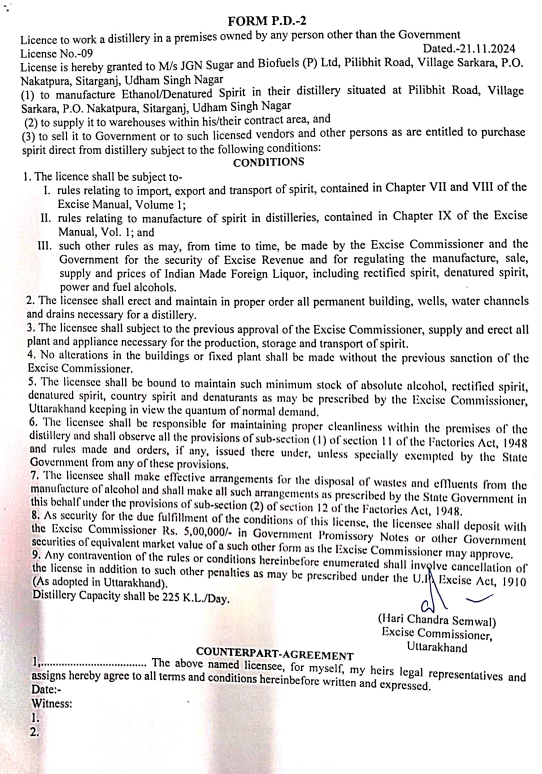 FORM P.D.-2
Licence to work a distillery in a premises owned by any person other than the Government
License No.-09 Dated.-21.11.2024
License is hereby granted to M/s JGN Sugar and Biofuels (P) Ltd, Pilibhit Road, Village Sarkara, P.O.
Nakatpura, Sitarganj, Udham Singh Nagar
(1) to manufacture Ethanol/Denatured Spirit in their distillery situated at Pilibhit Road, Village
Sarkara, P.O. Nakatpura, Sitarganj, Udham Singh Nagar
(2) to supply it to warehouses within his/their contract area, and
(3) to sell it to Government or to such licensed vendors and other persons as are entitled to purchase
spirit direct from distillery subject to the following conditions:
CONDITIONS
1. The licence shall be subject to-
I. rules relating to import, export and transport of spirit, contained in Chapter VII and VIII of the
Excise Manual, Volume 1;
II. rules relating to manufacture of spirit in distilleries, contained in Chapter IX of the Excise
Manual, Vol. 1; and
III. such other rules as may, from time to time, be made by the Excise Commissioner and the
Government for the security of Excise Revenue and for regulating the manufacture, sale,
supply and prices of Indian Made Foreign Liquor, including rectified spirit, denatured spirit,
power and fuel alcohols.
2. The licensee shall erect and maintain in proper order all permanent building, wells, water channels
and drains necessary for a distillery.
3. The licensee shall subject to the previous approval of the Excise Commissioner, supply and erect all
plant and appliance necessary for the production, storage and transport of spirit.
4. No alterations in the buildings or fixed plant shall be made without the previous sanction of the
Excise Commissioner.
5. The licensee shall be bound to maintain such minimum stock of absolute alcohol, rectified spirit,
denatured spirit, country spirit and denaturants as may be prescribed by the Excise Commissioner,
Uttarakhand keeping in view the quantum of normal demand.
6. The licensee shall be responsible for maintaining proper cleanliness within the premises of the
distillery and shall observe all the provisions of sub-section (1) of section 11 of the Factories Act, 1948
and rules made and orders, if any, issued there under, unless specially exempted by the State
Government from any of these provisions.
7. The licensee shall make effective arrangements for the disposal of wastes and effluents from the
manufacture of alcohol and shall make all such arrangements as prescribed by the State Government in
this behalf under the provisions of sub-section (2) of section 12 of the Factories Act, 1948.
8. As security for the due fulfillment of the conditions of this license, the licensee shall deposit with
the Excise Commissioner Rs. 5,00,000/- in Government Promissory Notes or other Government
securities of equivalent market value of a such other form as the Excise Commissioner may approve.
9. Any contravention of the rules or conditions hereinbefore enumerated shall involve cancellation of
the license in addition to such other penalties as may be prescribed under the U.P. Excise Act, 1910
(As adopted in Uttarakhand).
Distillery Capacity shall be 225 K.L./Day.
(Hari Chandra Semwal)
Excise Commissioner,
Uttarakhand
COUNTERPART-AGREEMENT
1,................................... The above named licensee, for myself, my heirs legal representatives and
assigns hereby agree to all terms and conditions hereinbefore written and expressed.
Date:-
Witness:
1.
2.